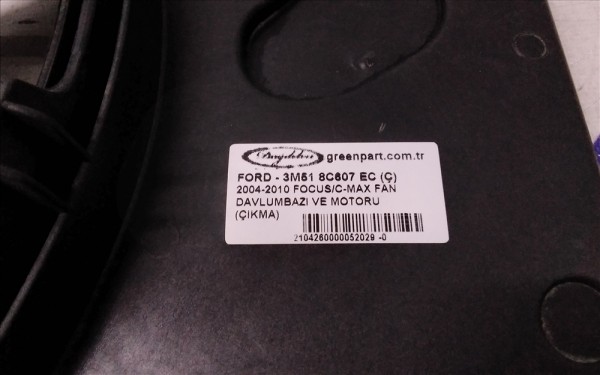 greenpart.com.tr
FORD - 3M51 8C607 EC (Ç)
2004-2010 FOCUS/C-MAX FAN
DAVLUMBAZI VE MOTORU
(ÇIKMA)
2104260000052029 -0